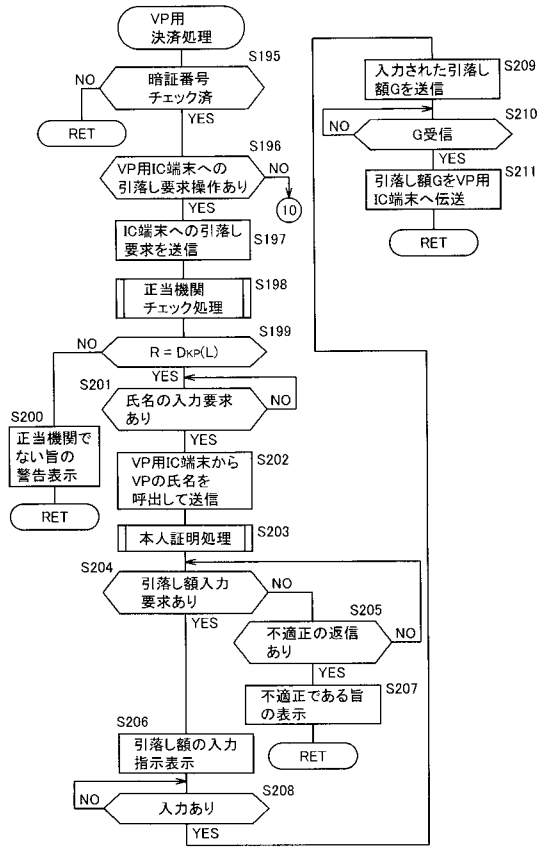 VP用
決済処理
S195
暗証番号
チェック済
NO
RET
YES
S196
VP用IC端末への
引落し要求操作あり
NO
10
YES
IC端末への引落し
要求を送信
S197
正当機関
チェック処理
S198
S199
NO
R = DKP(L)
YES
S200
正当機関で
ない旨の
警告表示
RET
S201
氏名の入力要求
あり
NO
YES
VP用IC端末から
VPの氏名を
呼出して送信
S202
本人証明処理
S203
S204
引落し額入力
要求あり
NO
YES
S205
不適正の返信
あり
NO
YES
不適正である旨
の表示
S207
RET
S206
引落し額の入力
指示表示
S208
NO
入力あり
YES
S209
入力された引落し
額Gを送信
S210
NO
G受信
YES
S211
引落し額GをVP用
IC端末へ伝送
RET